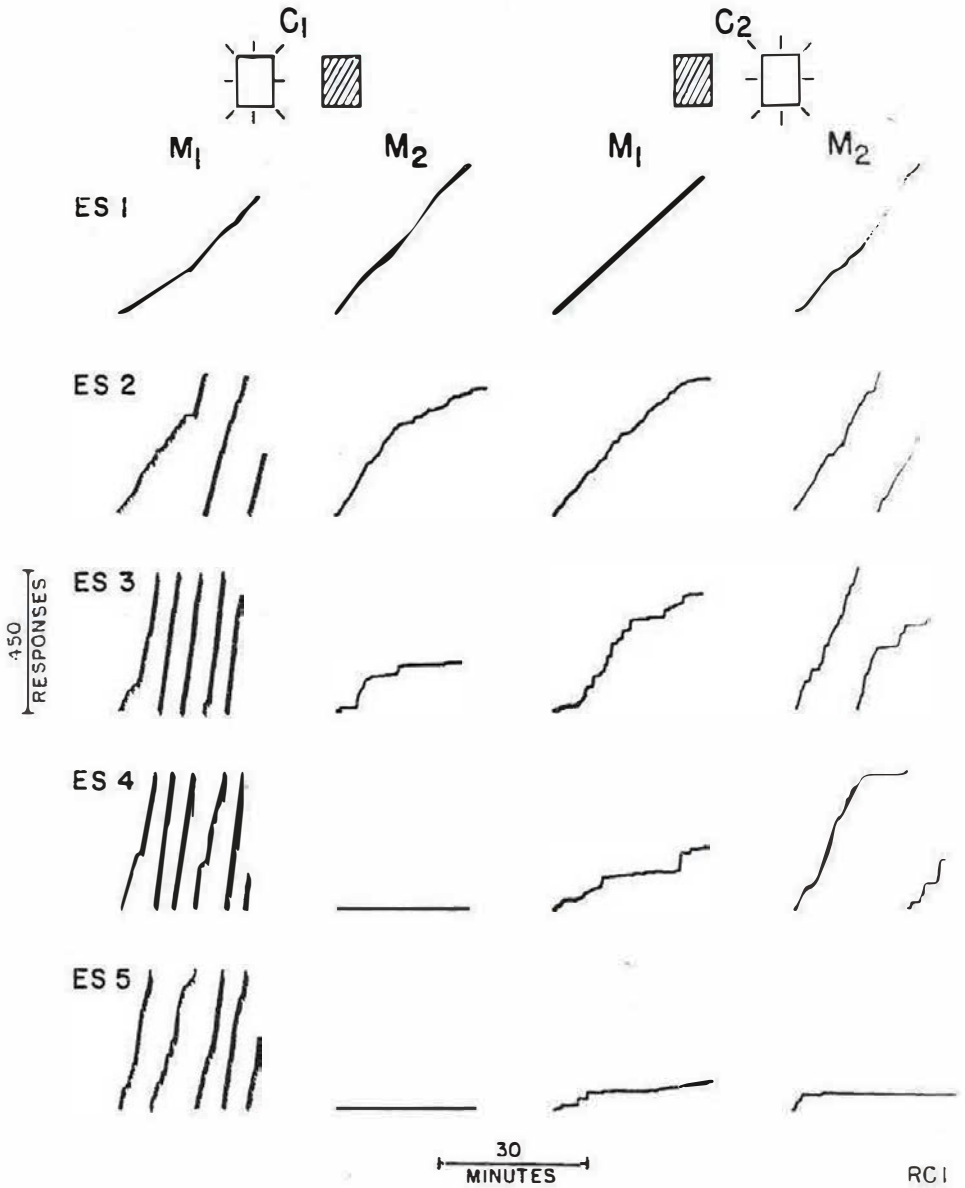 C1 C2
M1 M2 M1 M2
ES 1
ES 2
ES 3
450
RESPONSES
ES 4
ES 5
30
MINUTES
RC1